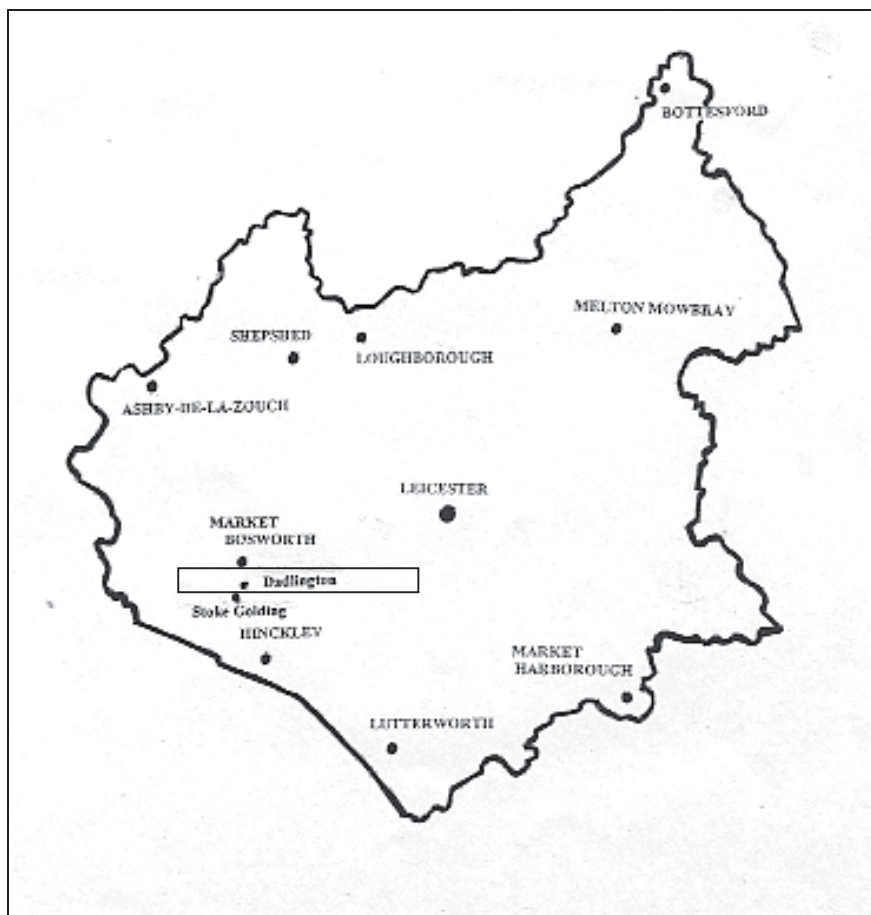 BOTTESFORD
MELTON MOWBRAY
SHEPSHED
LOUGHBOROUGH
ASHBY-DE-LA-ZOUCH
LEICESTER
MARKET
BOSWORTH
Dadlington
Stoke Golding
HINCKLEY
MARKET
HARBOROUGH
LUTTERWORTH